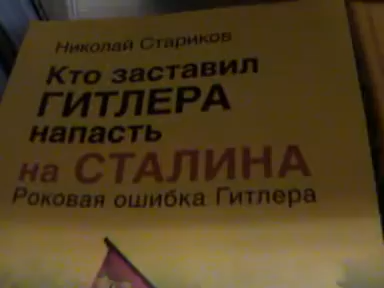 Николай Стариков
Кто заставил
ГИТЛЕРА
напасть
на СТАЛИНА
Роковая ошибка Гитлера